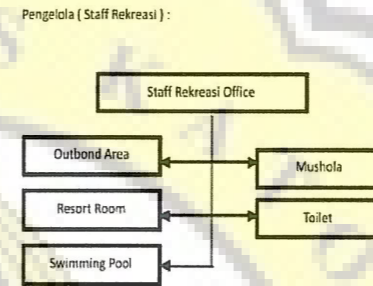 Pengelola ( Staff Rekreasi ) :
Staff Rekreasi Office
Outbond Area
Mushola
Resort Room
Toilet
Swimming Pool